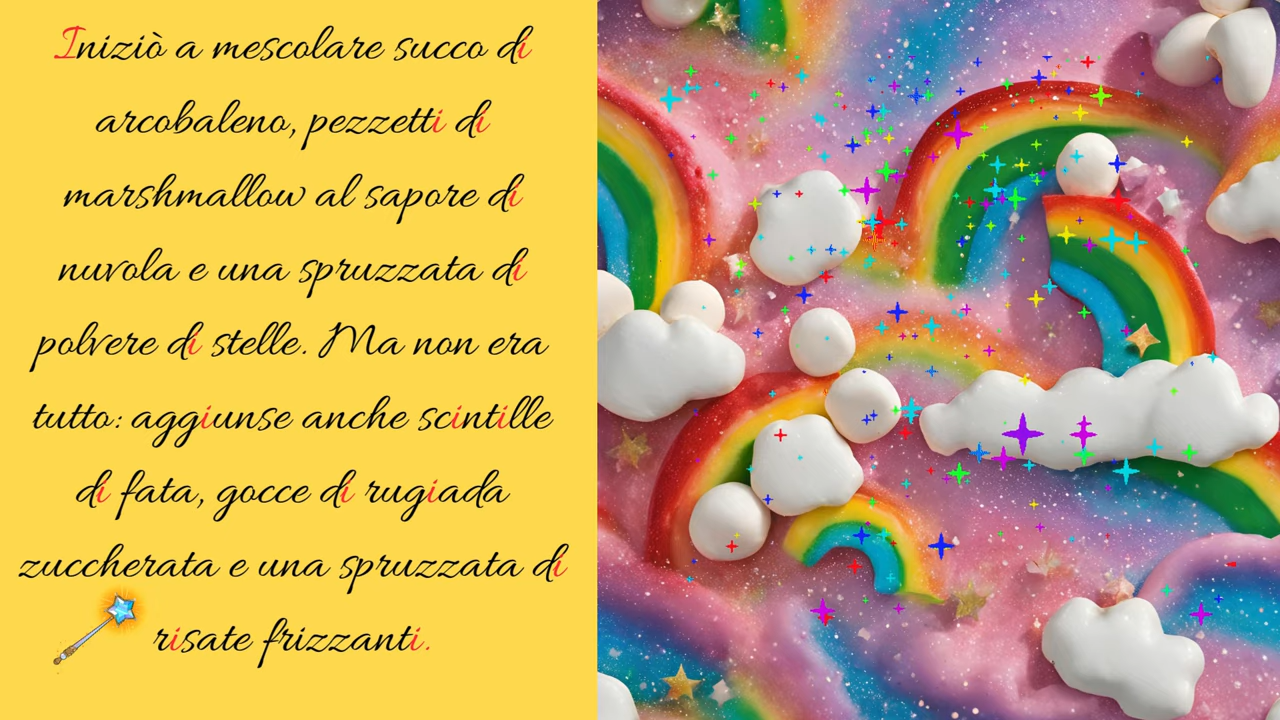 Iniziò a mescolare succo di
arcobaleno, pezzetti di
marshmallow al sapore di
nuvola e una spruzzata di
polvere di stelle. Ma non era
tutto: aggiunse anche scintille
di fata, gocce di rugiada
zuccherata e una spruzzata di
risate frizzanti.